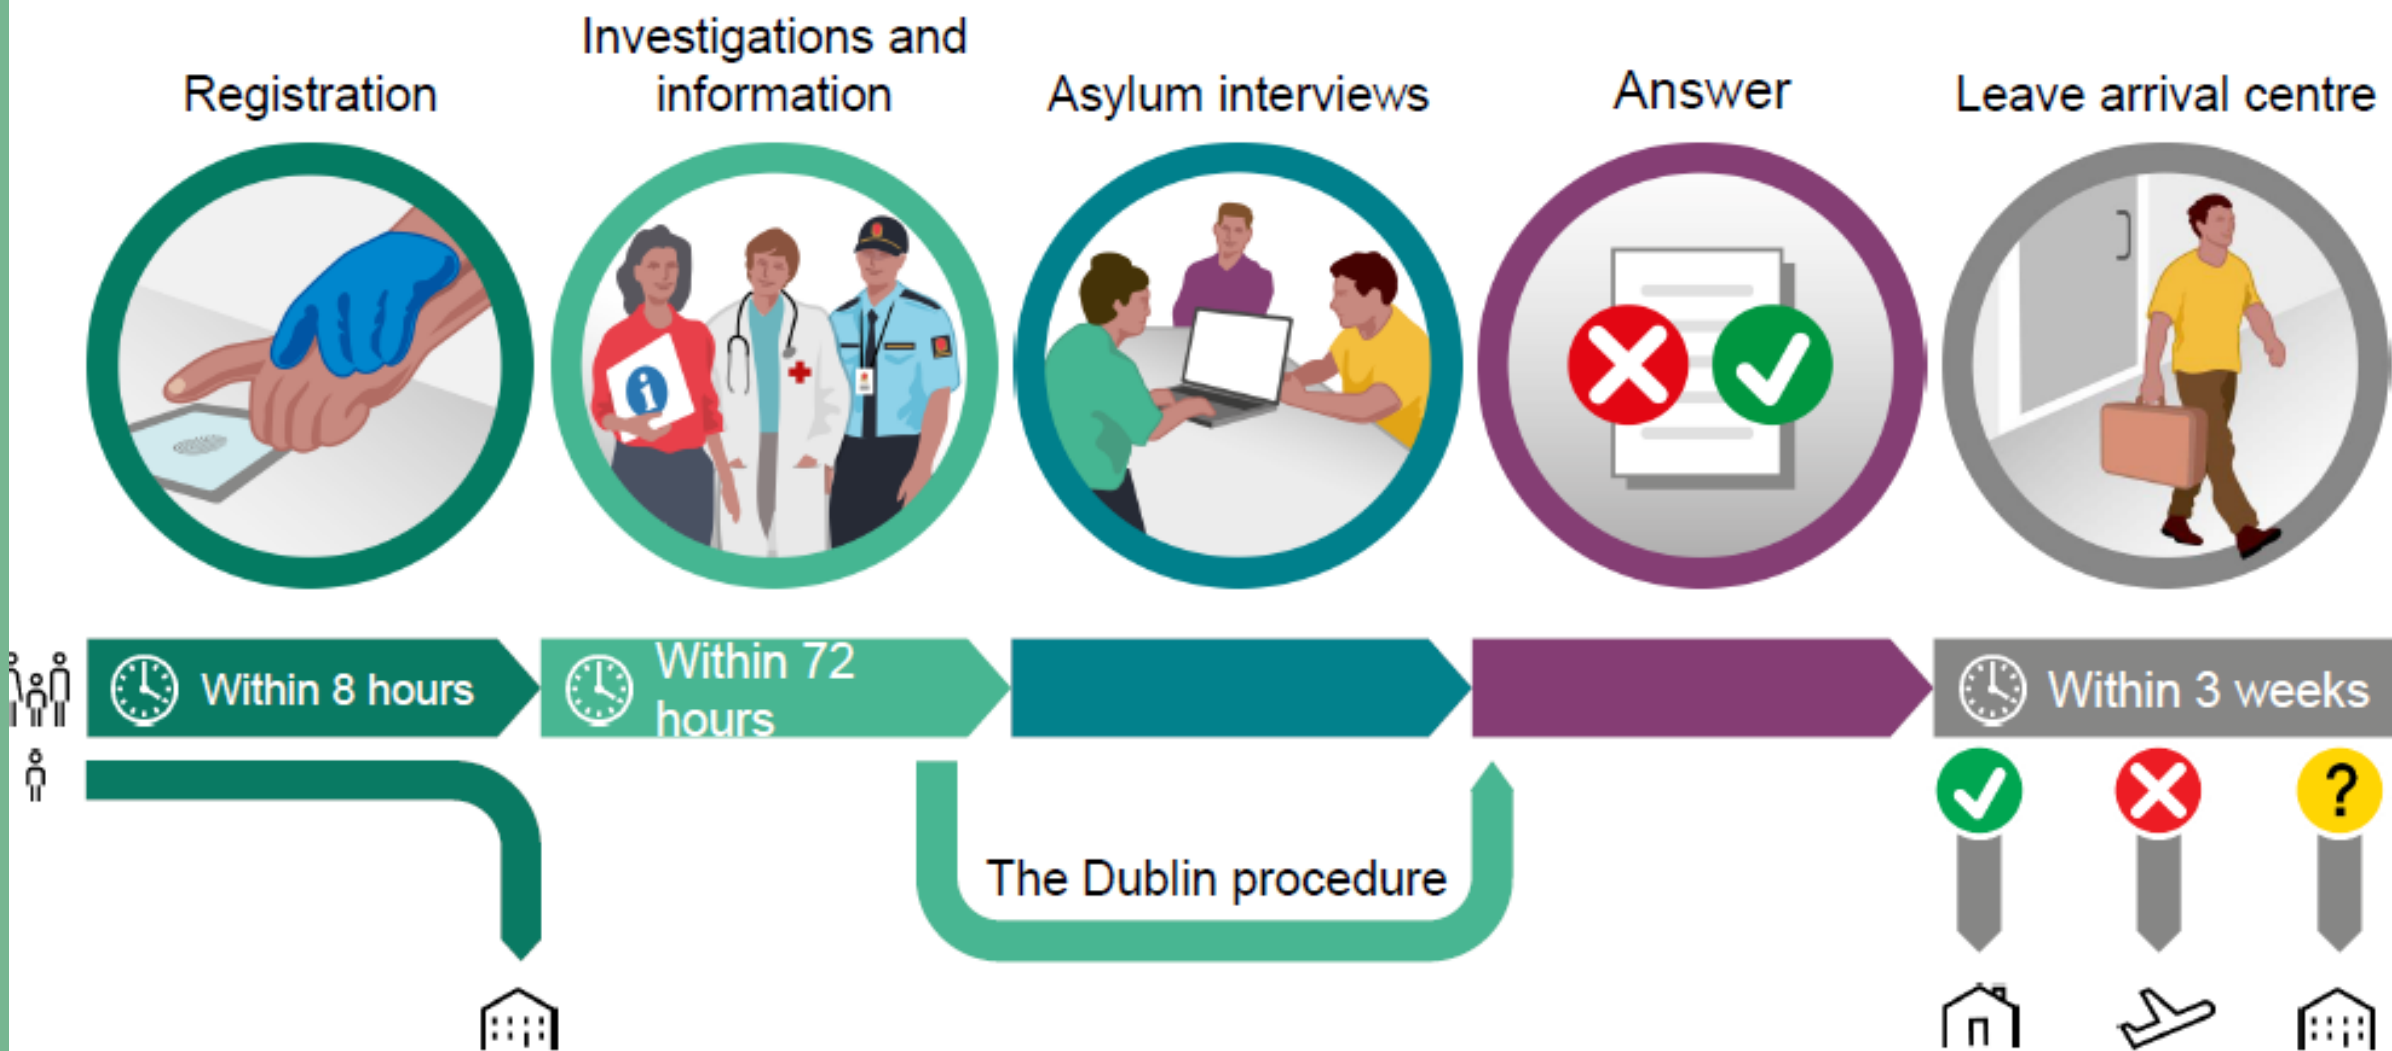 Registration
Investigations and
information
Asylum interviews
Answer
Leave arrival centre
i
Within 8 hours
Within 72
hours
Within 3 weeks
?
The Dublin procedure